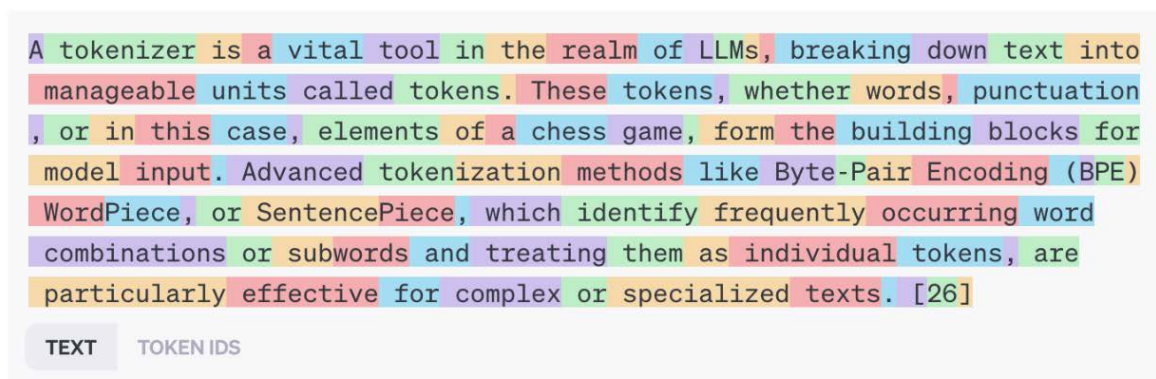 A tokenizer is a vital tool in the realm of LLMs, breaking down text into
manageable units called tokens. These tokens, whether words, punctuation
, or in this case, elements of a chess game, form the building blocks for
model input. Advanced tokenization methods like Byte-Pair Encoding (BPE)
WordPiece, or SentencePiece, which identify frequently occurring word
combinations or subwords and treating them as individual tokens, are
particularly effective for complex or specialized texts. [26]
TEXT TOKEN IDS